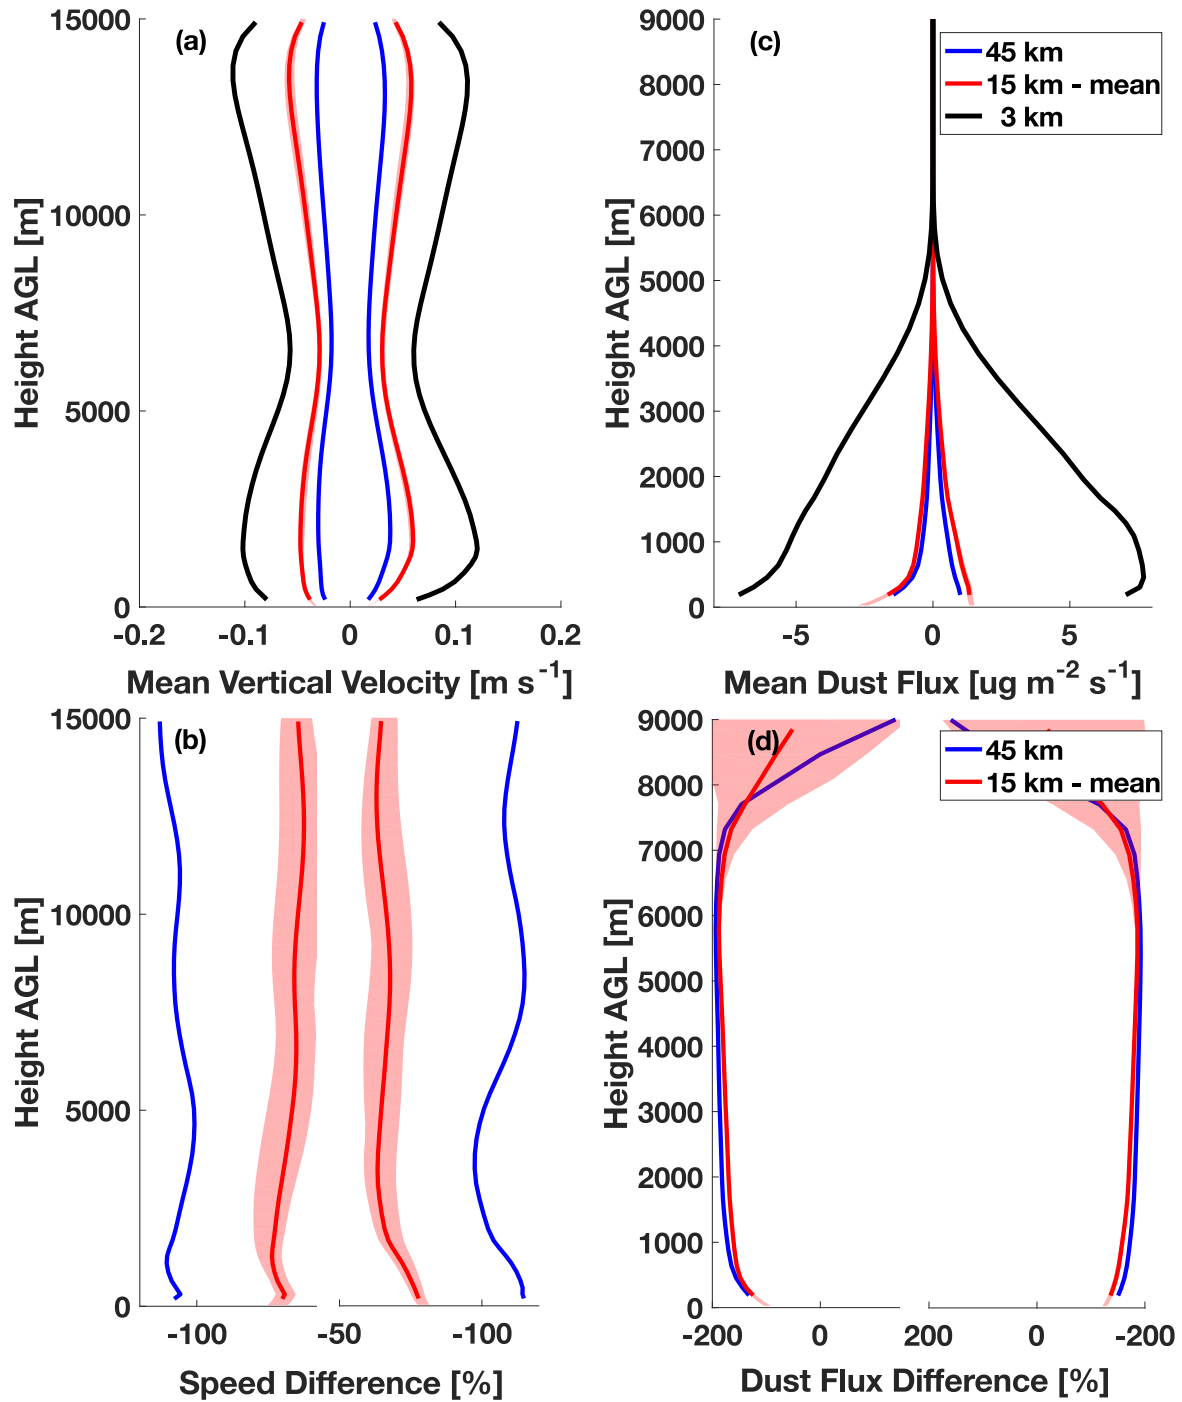 (a)
15000
10000
5000
0
Height AGL [m]
-0.2 -0.1 0 0.1 0.2
Mean Vertical Velocity [m s-1]
(c)
45 km
15 km - mean
3 km
9000
8000
7000
6000
5000
4000
3000
2000
1000
0
Height AGL [m]
-5 0 5
Mean Dust Flux [ug m-2 s-1]
(b)
15000
10000
5000
0
Height AGL [m]
-100 -50 -100
Speed Difference [%]
(d)
45 km
15 km - mean
9000
8000
7000
6000
5000
4000
3000
2000
1000
0
Height AGL [m]
-200 0 200 0 -200
Dust Flux Difference [%]